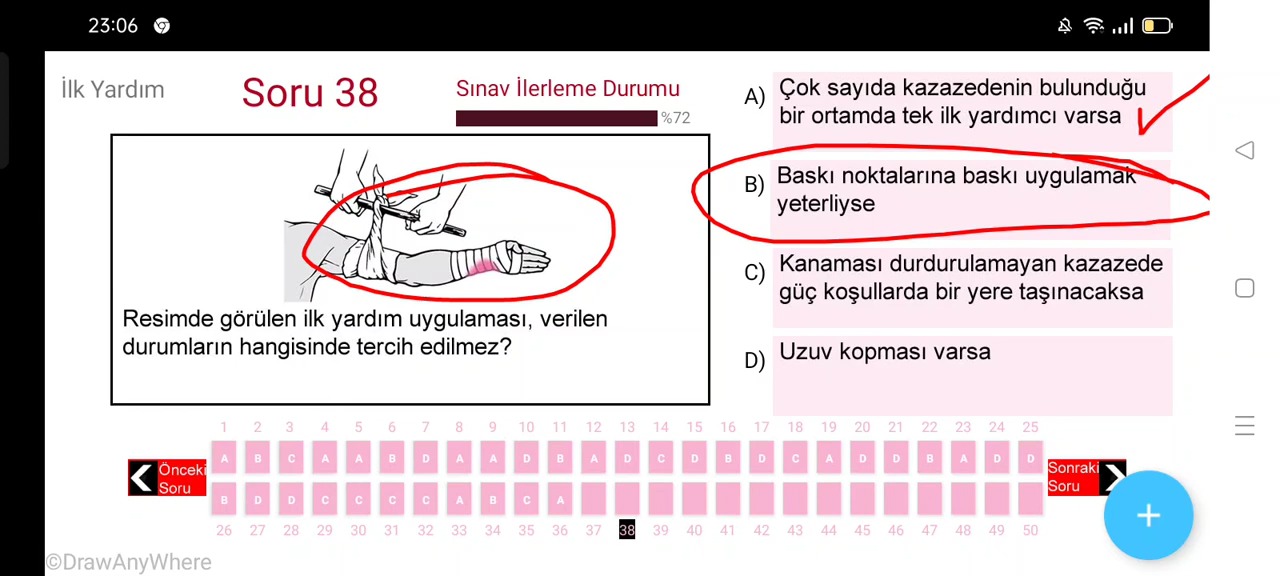 23:06
İlk Yardım
Soru 38
Sınav İlerleme Durumu
%72
Resimde görülen ilk yardım uygulaması, verilen
durumların hangisinde tercih edilmez?
A) Çok sayıda kazazedenin bulunduğu
bir ortamda tek ilk yardımcı varsa
B) Baskı noktalarına baskı uygulamak
yeterliyse
C) Kanaması durdurulamayan kazazede
güç koşullarda bir yere taşınacaksa
D) Uzuv kopması varsa
1 2 3 4 5 6 7 8 9 10 11 12 13 14 15 16 17 18 19 20 21 22 23 24 25
Önceki
Soru
A B C A A B D A A D B A D C D B D C A D D B A D D
B D D C C C C A B C A
Sonraki
Soru
26 27 28 29 30 31 32 33 34 35 36 37 38 39 40 41 42 43 44 45 46 47 48 49 50
+
©DrawAnyWhere